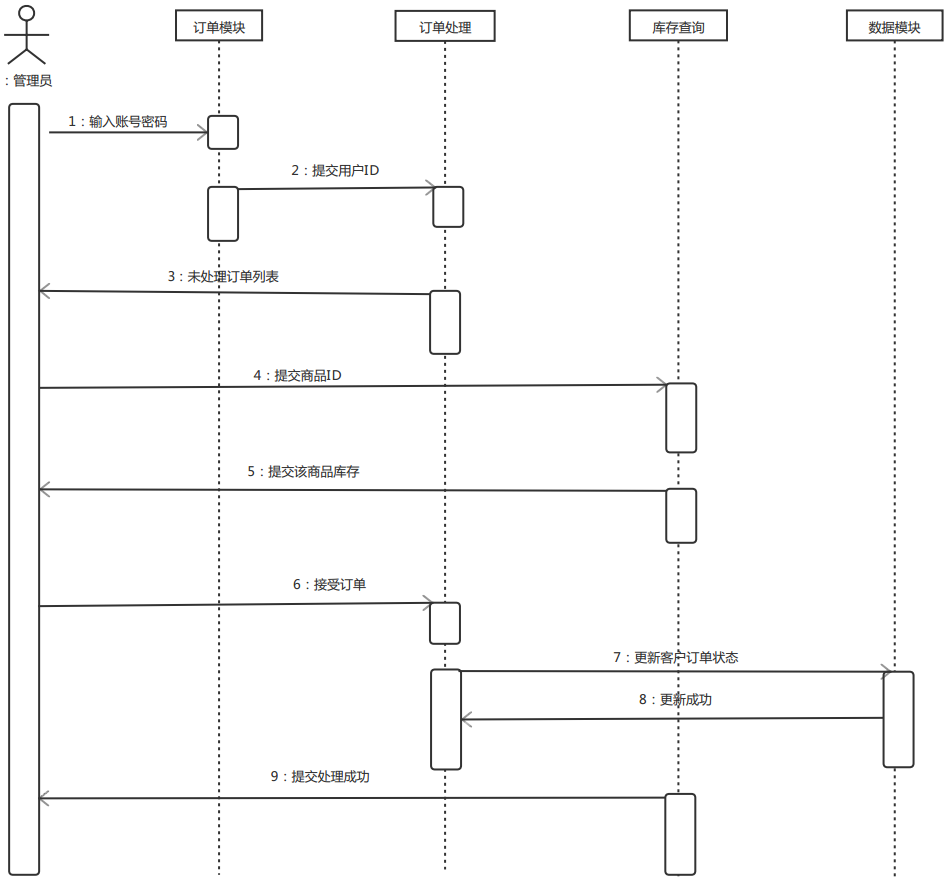 订单模块
订单处理
库存查询
数据模块
：管理员
1：输入账号密码
2：提交用户ID
3：未处理订单列表
4：提交商品ID
5：提交该商品库存
6：接受订单
7：更新客户订单状态
8：更新成功
9：提交处理成功